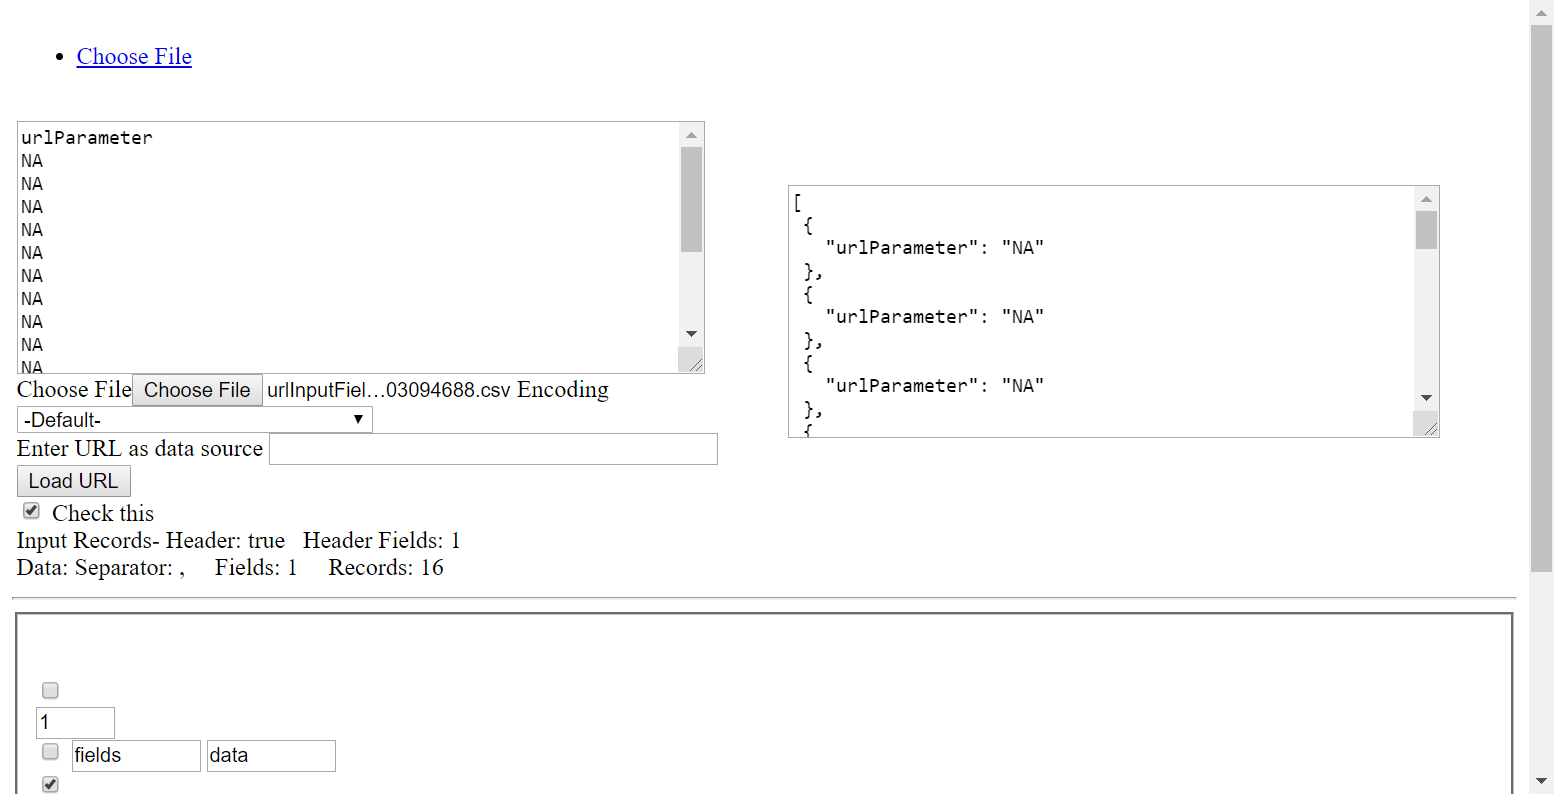 Choose File
urlParameter
NA
NA
NA
NA
NA
NA
NA
NA
NA
NA
[
{
"urlParameter": "NA"
},
{
"urlParameter": "NA"
},
{
"urlParameter": "NA"
},
{
Choose File Choose File urlInputFiel...03094688.csv Encoding
-Default-
Enter URL as data source
Load URL
Check this
Input Records- Header: true Header Fields: 1
Data: Separator: , Fields: 1 Records: 16
1
fields data